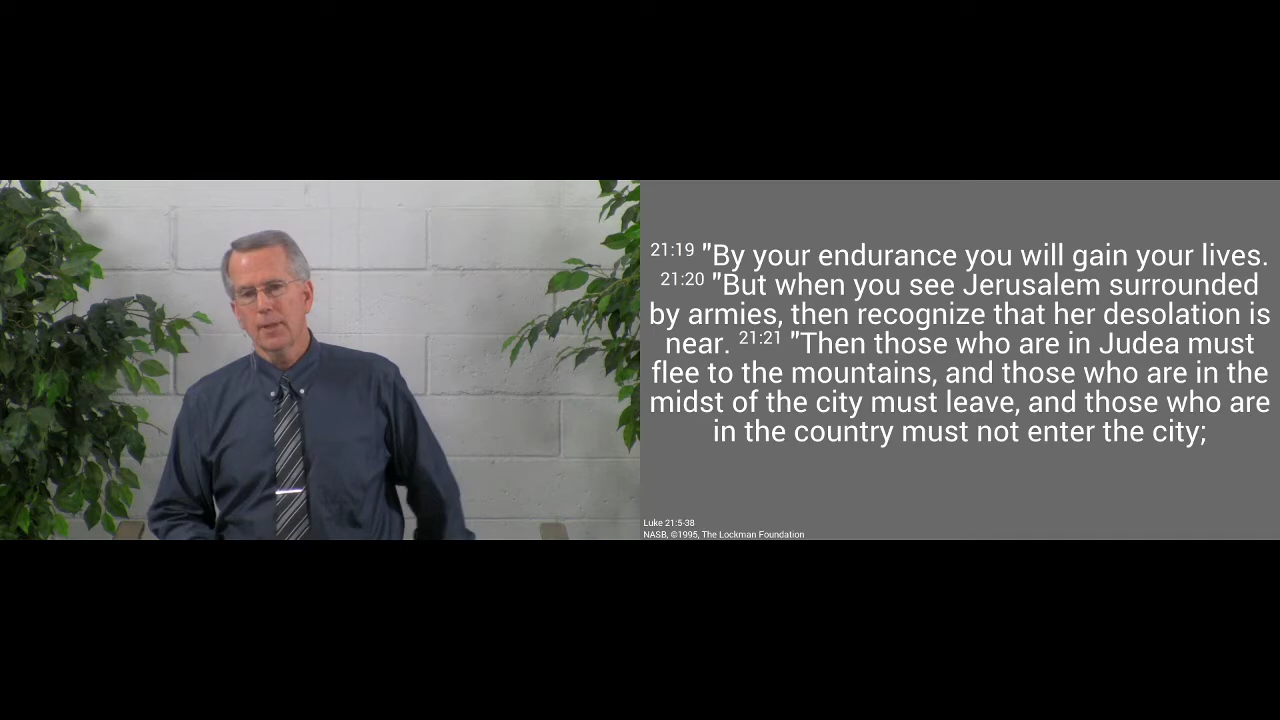 21:19 "By your endurance you will gain your lives.
21:20 "But when you see Jerusalem surrounded
by armies, then recognize that her desolation is
near. 21:21 "Then those who are in Judea must
flee to the mountains, and those who are in the
midst of the city must leave, and those who are
in the country must not enter the city;
Luke 21:5-38
NASB, ©1995, The Lockman Foundation